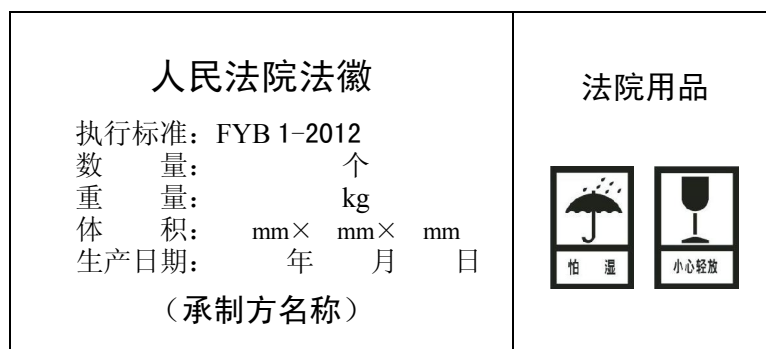 人民法院法徽
执行标准：FYB 1-2012
数 量： 个
重 量： kg
体 积： mm× mm× mm
生产日期： 年 月 日
（承制方名称）
法院用品
怕 湿
小心轻放